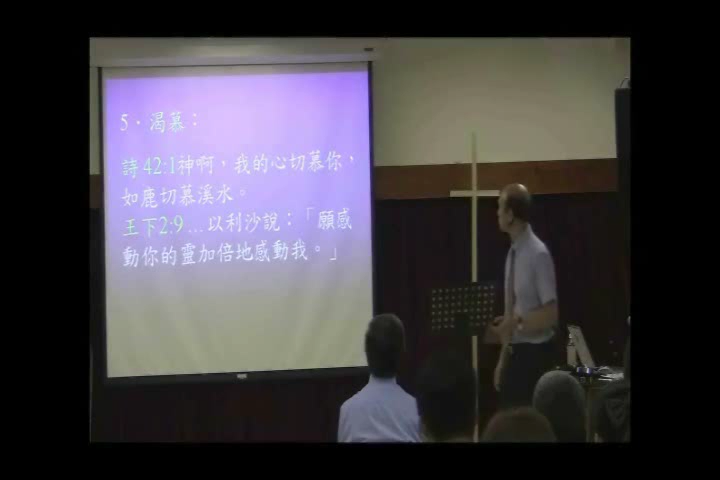 5．渴慕：
詩 42:1神啊，我的心切慕你，
如鹿切慕溪水。
王下2:9…以利沙說：「願感
動你的靈加倍地感動我。」